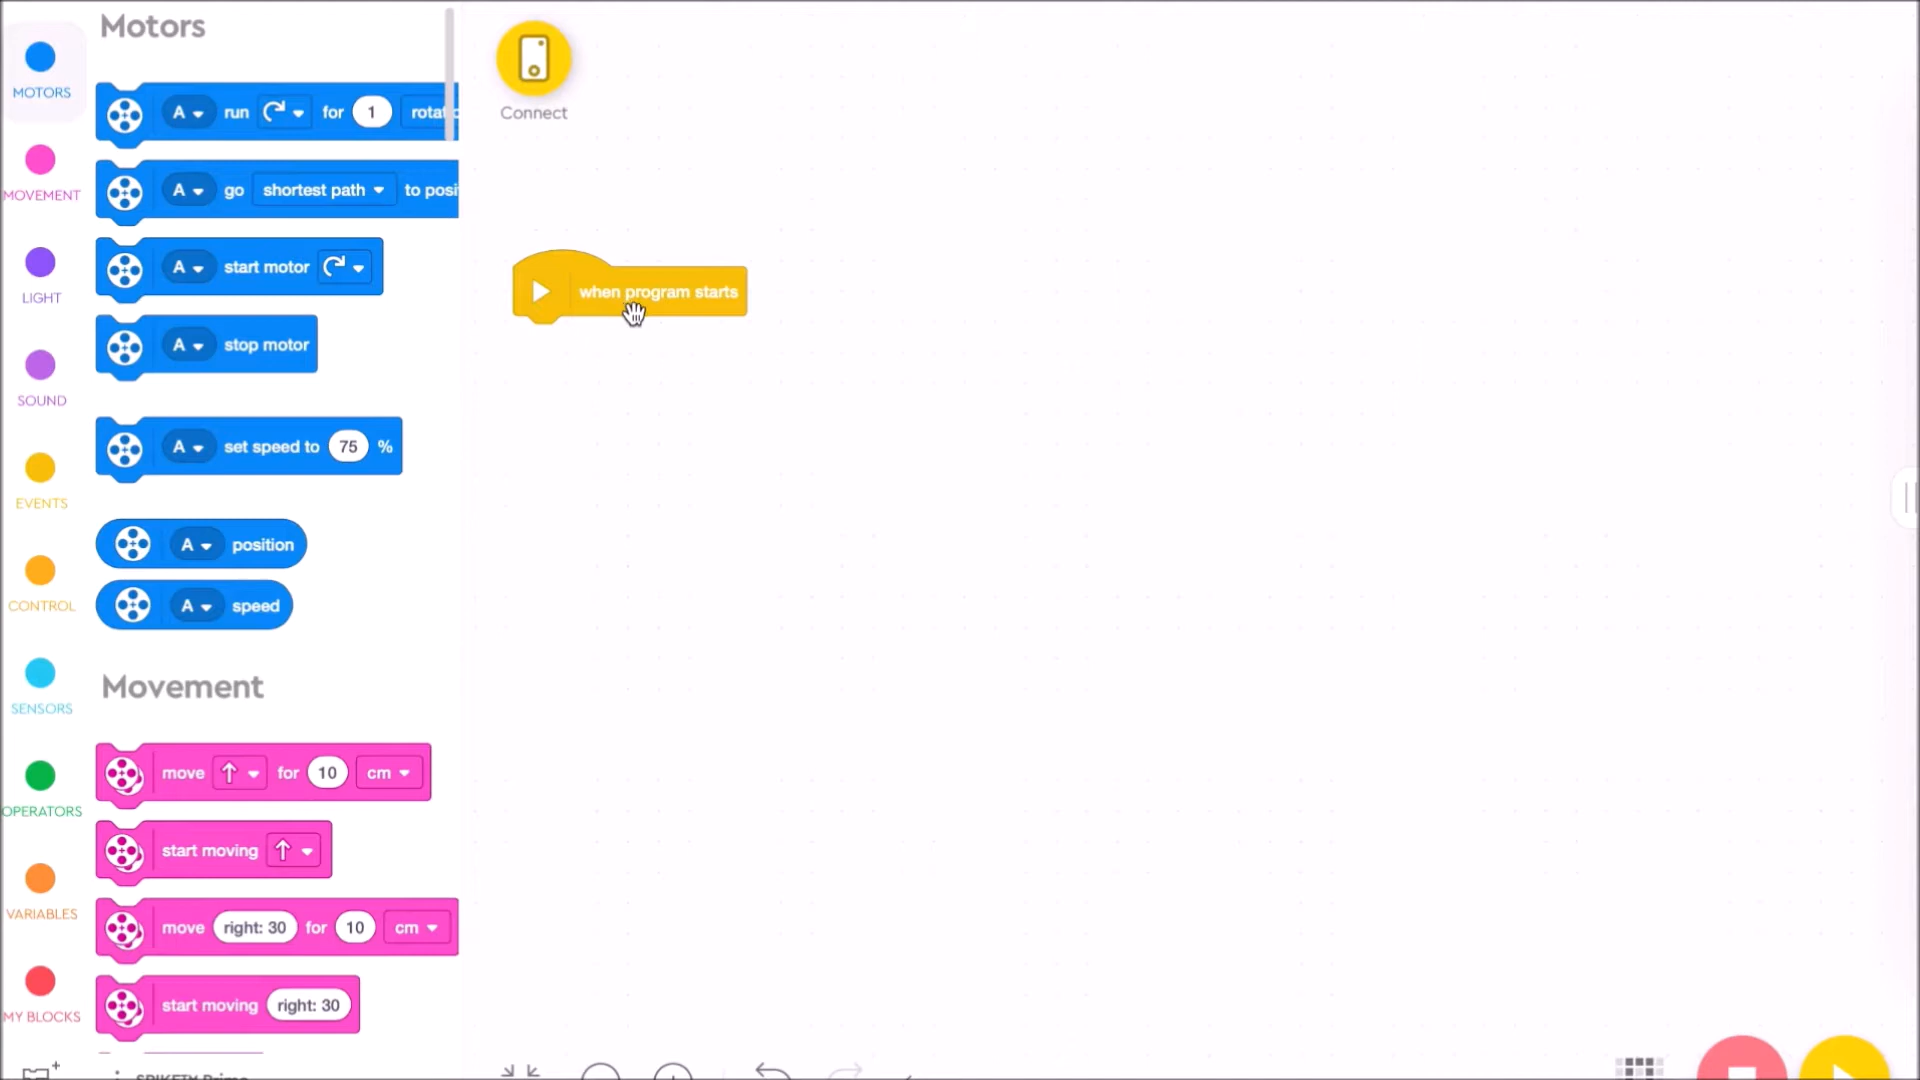 Motors
MOTORS
A run for 1
Connect
A go shortest path to
MOVEMENT
A start motor
LIGHT
when program starts
A stop motor
SOUND
A set speed to 75 %
EVENTS
A position
CONTROL
A speed
Movement
SENSORS
move for 10 cm
OPERATORS
start moving
VARIABLES
move right: 30 for 10 cm
start moving right: 30
MY BLOCKS